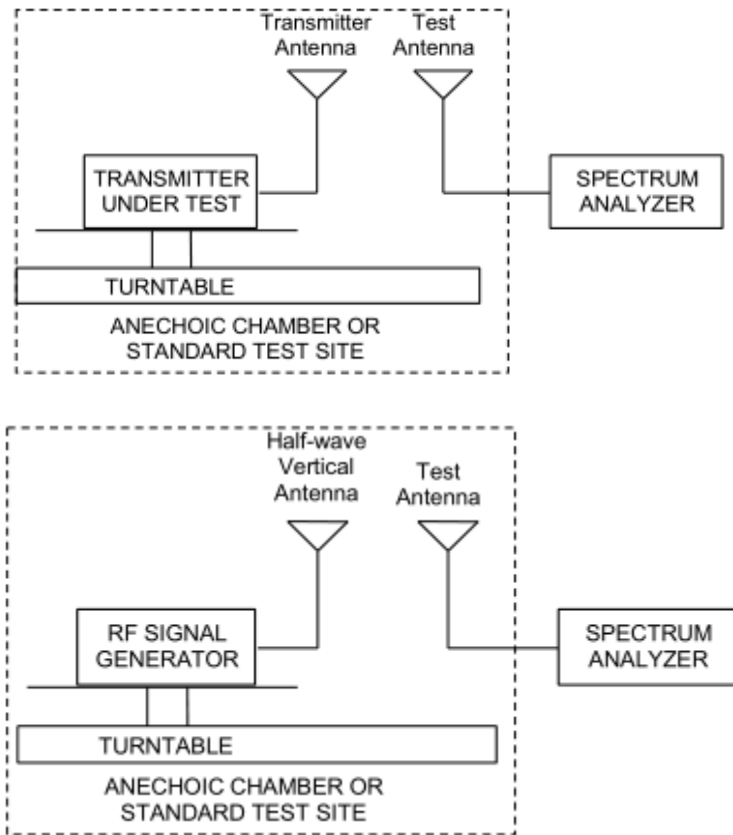 Transmitter
Antenna
Test
Antenna
TRANSMITTER
UNDER TEST
SPECTRUM
ANALYZER
TURNTABLE
ANECHOIC CHAMBER OR
STANDARD TEST SITE
Half-wave
Vertical
Antenna
Test
Antenna
RF SIGNAL
GENERATOR
SPECTRUM
ANALYZER
TURNTABLE
ANECHOIC CHAMBER OR
STANDARD TEST SITE